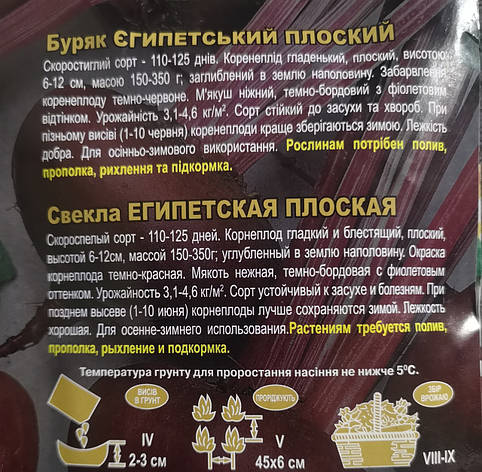 Буряк ЄГИПЕТСЬКИЙ ПЛОСКИЙ
Скоростиглий сорт - 110-125 днів. Коренеплід гладенький, плоский, висотою
6-12 см, масою 150-350 г, заглиблений в землю наполовину. Забарвлення
коренеплоду темно-червоне. М'якуш ніжний, темно-бордовий з фіолетовим
відтінком. Урожайність 3,1-4,6 кг/м². Сорт стійкий до засухи та хвороб. При
пізньому висіві (1-10 червня) коренеплоди краще зберігаються зимою. Лежкість
добра. Для осінньо-зимового використання. Рослинам потрібен полив,
прополка, рихлення та підкормка.
Свекла ЕГИПЕТСКАЯ ПЛОСКАЯ
Скороспелый сорт - 110-125 дней. Корнеплод гладкий и блестящий, плоский,
высотой 6-12см, массой 150-350г; углубленный в землю наполовину. Окраска
корнеплода темно-красная. Мякоть нежная, темно-бордовая с фиолетовым
оттенком. Урожайность 3,1-4,6 кг/м². Сорт устойчивый к засухе и болезням. При
позднем высеве (1-10 июня) корнеплоды лучше сохраняются зимой. Лежкость
хорошая. Для осенне-зимнего использования.Растениям требуется полив,
прополка, рыхление и подкормка.
Температура грунту для проростання насіння не нижче 5⁰С.
ВИСІВ
В ҐРУНТ
IV
2-3 см
ПРОРІДЖУЮТЬ
V
45х6 см
ЗБІР
ВРОЖАЮ
VIII-IX